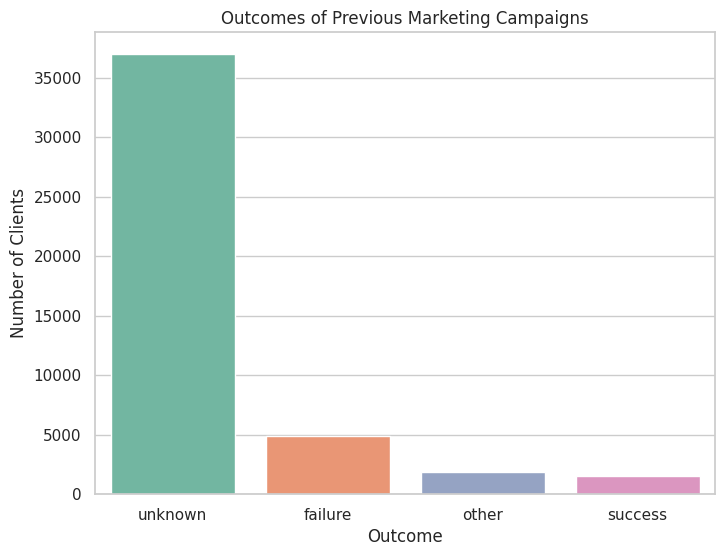 Outcomes of Previous Marketing Campaigns
Number of Clients
35000
30000
25000
20000
15000
10000
5000
0
unknown failure other success
Outcome